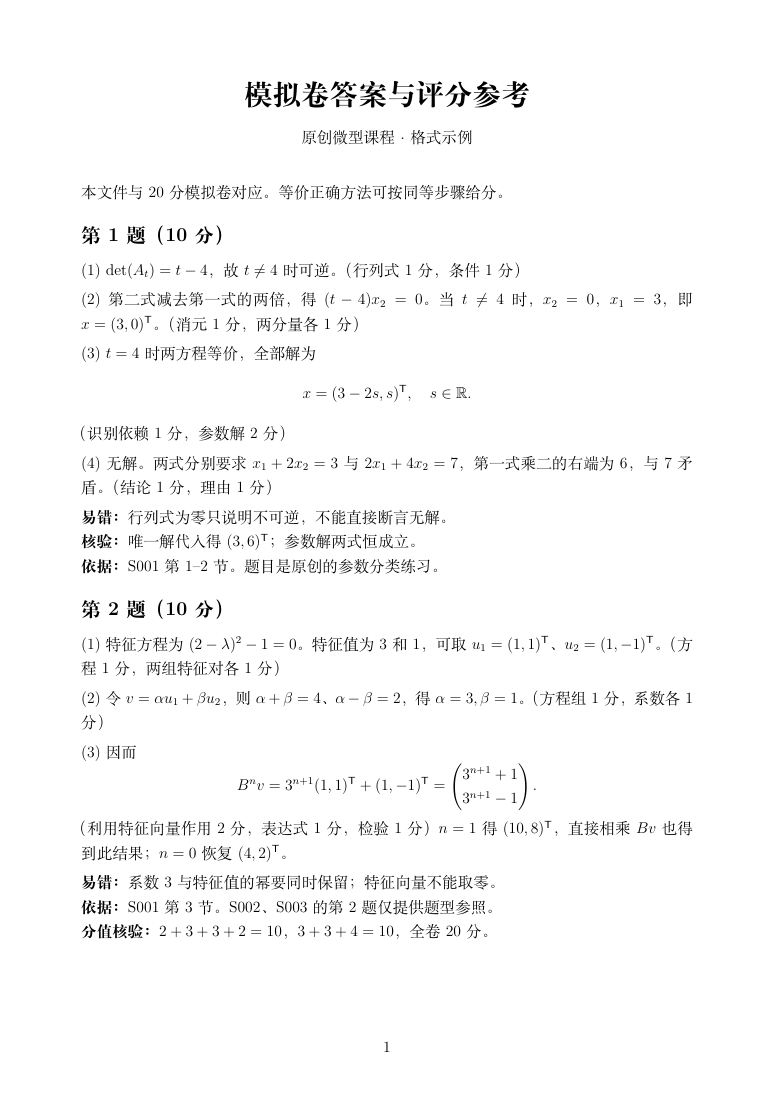 模拟卷答案与评分参考
原创微型课程 · 格式示例
本文件与 20 分模拟卷对应。等价正确方法可按同等步骤给分。
第 1 题（10 分）
(1) det(Aₜ) = t − 4，故 t ≠ 4 时可逆。（行列式 1 分，条件 1 分）
(2) 第二式减去第一式的两倍，得 (t − 4)x₂ = 0。当 t ≠ 4 时，x₂ = 0，x₁ = 3，即
x = (3, 0)ᵀ。（消元 1 分，两分量各 1 分）
(3) t = 4 时两方程等价，全部解为
x = (3 − 2s, s)ᵀ, s ∈ ℝ.
（识别依赖 1 分，参数解 2 分）
(4) 无解。两式分别要求 x₁ + 2x₂ = 3 与 2x₁ + 4x₂ = 7，第一式乘二的右端为 6，与 7 矛
盾。（结论 1 分，理由 1 分）
易错：行列式为零只说明不可逆，不能直接断言无解。
核验：唯一解代入得 (3, 6)ᵀ；参数解两式恒成立。
依据：S001 第 1–2 节。题目是原创的参数分类练习。
第 2 题（10 分）
(1) 特征方程为 (2 − λ)² − 1 = 0。特征值为 3 和 1，可取 u₁ = (1, 1)ᵀ、u₂ = (1, −1)ᵀ。（方
程 1 分，两组特征对各 1 分）
(2) 令 v = αu₁ + βu₂，则 α + β = 4、α − β = 2，得 α = 3, β = 1。（方程组 1 分，系数各 1
分）
(3) 因而
Bⁿv = 3ⁿ⁺¹(1, 1)ᵀ + (1, −1)ᵀ = (3ⁿ⁺¹ + 1
3ⁿ⁺¹ − 1).
（利用特征向量作用 2 分，表达式 1 分，检验 1 分）n = 1 得 (10, 8)ᵀ，直接相乘 Bv 也得
到此结果；n = 0 恢复 (4, 2)ᵀ。
易错：系数 3 与特征值的幂要同时保留；特征向量不能取零。
依据：S001 第 3 节。S002、S003 的第 2 题仅提供题型参照。
分值核验：2 + 3 + 3 + 2 = 10，3 + 3 + 4 = 10，全卷 20 分。
1